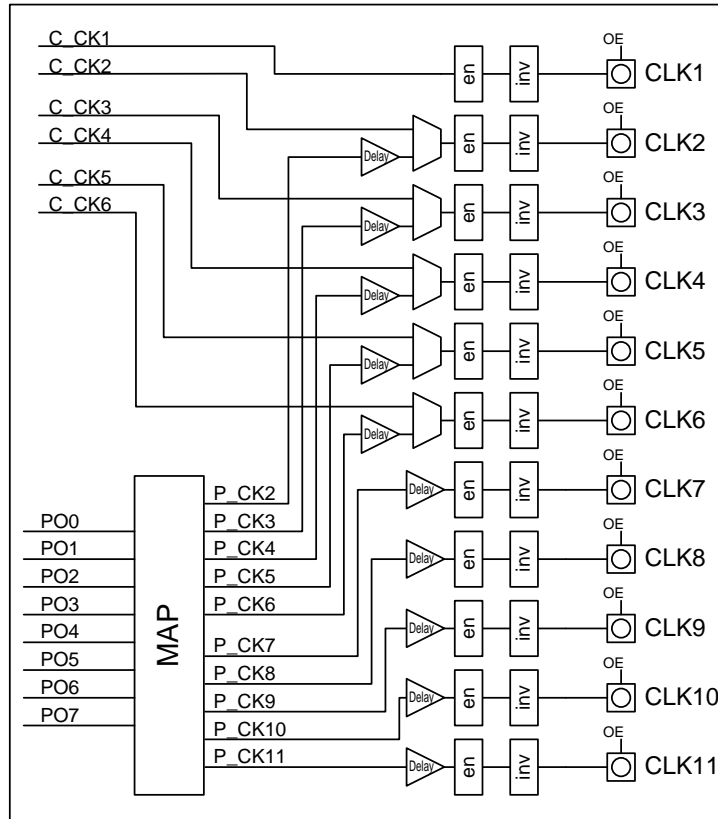 C_CK1
C_CK2
C_CK3
C_CK4
C_CK5
C_CK6
OE
en
inv
CLK1
OE
Delay
en
inv
CLK2
OE
Delay
en
inv
CLK3
OE
Delay
en
inv
CLK4
OE
Delay
en
inv
CLK5
OE
Delay
en
inv
CLK6
OE
Delay
en
inv
CLK7
OE
Delay
en
inv
CLK8
OE
Delay
en
inv
CLK9
OE
Delay
en
inv
CLK10
OE
Delay
en
inv
CLK11
PO0
PO1
PO2
PO3
PO4
PO5
PO6
PO7
MAP
P_CK2
P_CK3
P_CK4
P_CK5
P_CK6
P_CK7
P_CK8
P_CK9
P_CK10
P_CK11